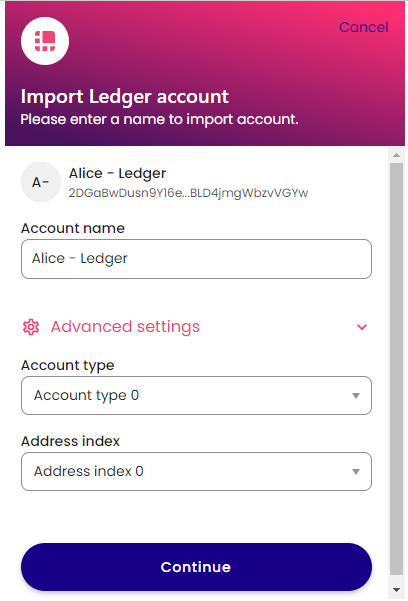 Cancel
Import Ledger account
Please enter a name to import account.
A-
Alice - Ledger
2DGaBwDusn9Y16e...BLD4jmgWbzvVGYw
Account name
Alice - Ledger
Advanced settings
Account type
Account type 0
Address index
Address index 0
Continue